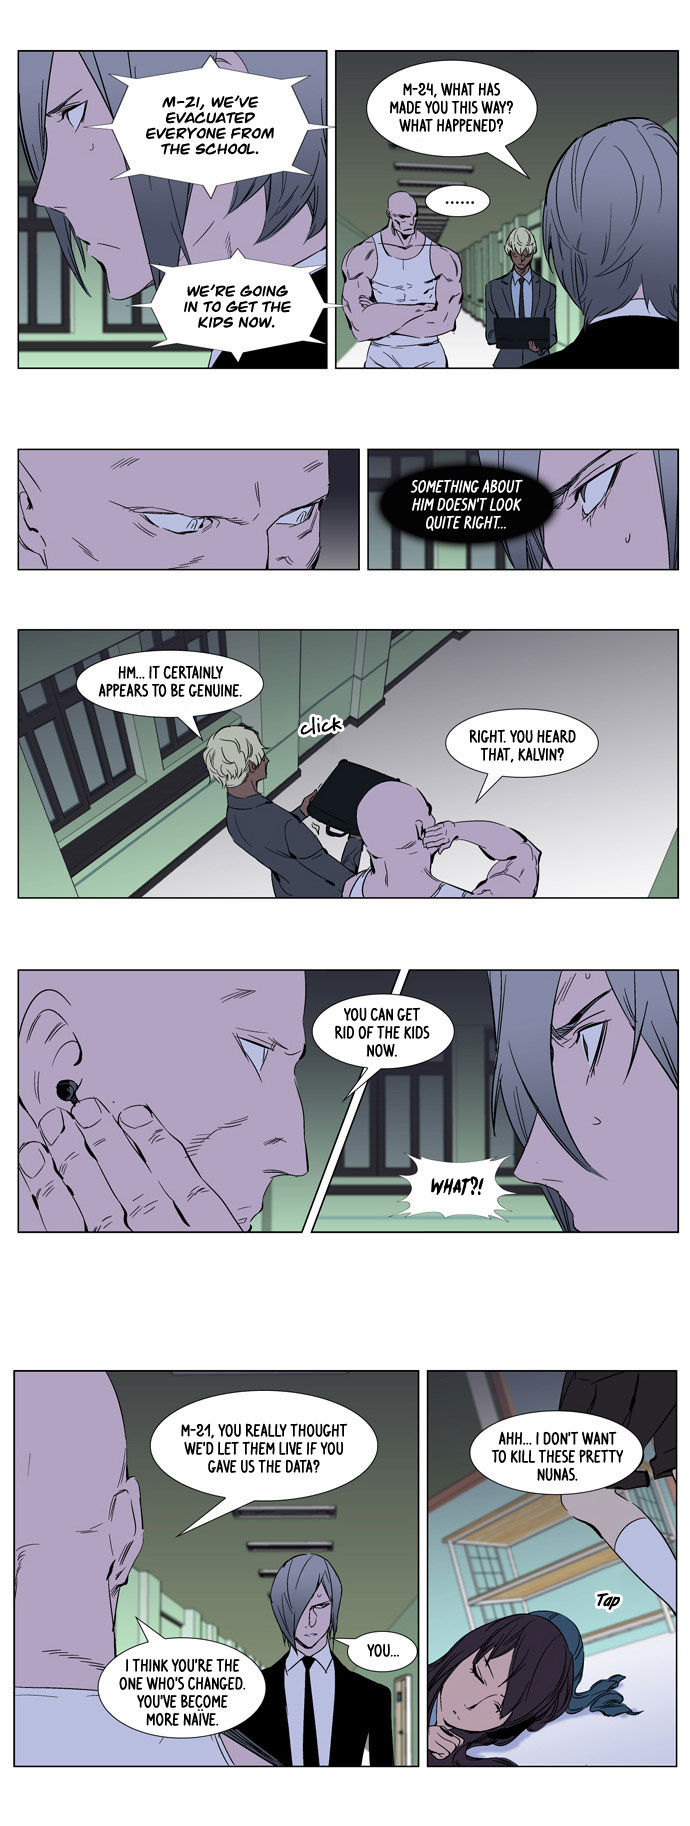 M-21, WE'VE
EVACUATED
EVERYONE FROM
THE SCHOOL.
WE'RE GOING
IN TO GET THE
KIDS NOW.
M-24, WHAT HAS
MADE YOU THIS WAY?
WHAT HAPPENED?
......
SOMETHING ABOUT
HIM DOESN'T LOOK
QUITE RIGHT...
HM... IT CERTAINLY
APPEARS TO BE GENUINE.
click
RIGHT. YOU HEARD
THAT, KALVIN?
YOU CAN GET
RID OF THE KIDS
NOW.
WHAT?!
M-21, YOU REALLY THOUGHT
WE'D LET THEM LIVE IF YOU
GAVE US THE DATA?
I THINK YOU'RE THE
ONE WHO'S CHANGED.
YOU'VE BECOME
MORE NAÏVE.
YOU...
AHH... I DON'T WANT
TO KILL THESE PRETTY
NUNAS.
Tap